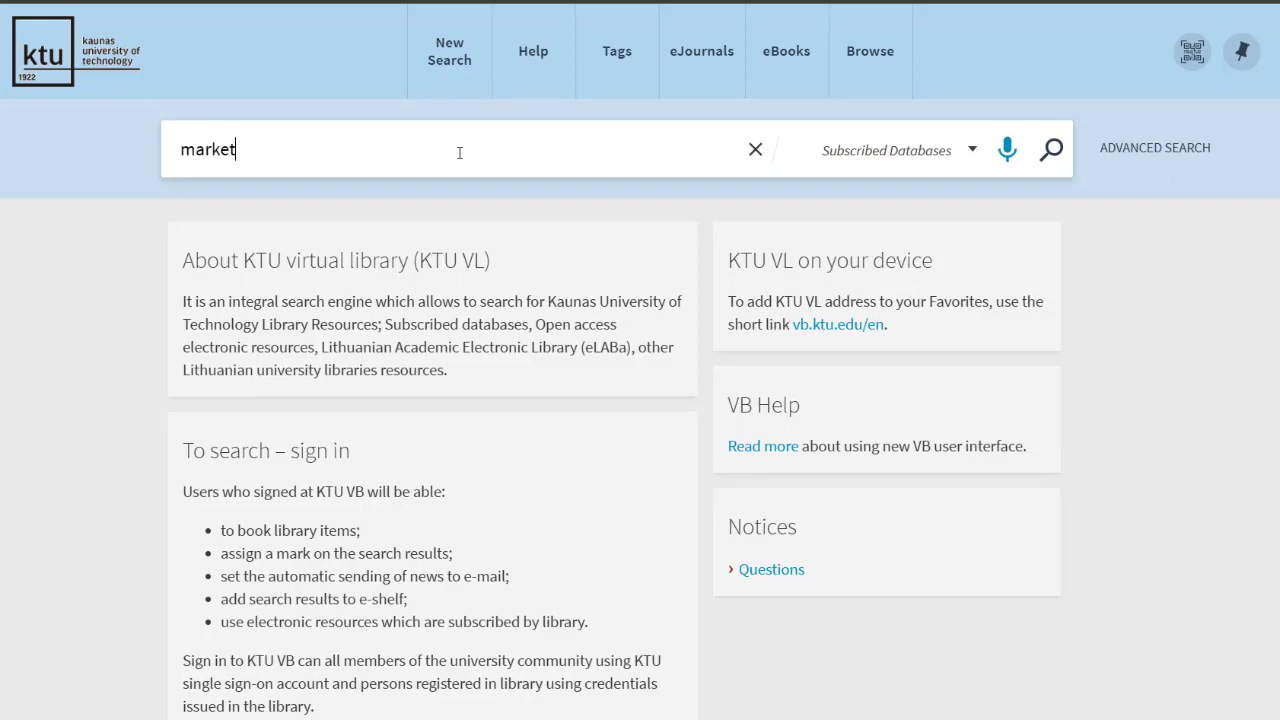 ktu
1922
kaunas
university of
technology
New
Search
Help
Tags
eJournals
eBooks
Browse
market
Subscribed Databases
ADVANCED SEARCH
About KTU virtual library (KTU VL)
It is an integral search engine which allows to search for Kaunas University of
Technology Library Resources; Subscribed databases, Open access
electronic resources, Lithuanian Academic Electronic Library (eLABa), other
Lithuanian university libraries resources.
To search – sign in
Users who signed at KTU VB will be able:
• to book library items;
• assign a mark on the search results;
• set the automatic sending of news to e-mail;
• add search results to e-shelf;
• use electronic resources which are subscribed by library.
Sign in to KTU VB can all members of the university community using KTU
single sign-on account and persons registered in library using credentials
issued in the library.
KTU VL on your device
To add KTU VL address to your Favorites, use the
short link vb.ktu.edu/en.
VB Help
Read more about using new VB user interface.
Notices
› Questions